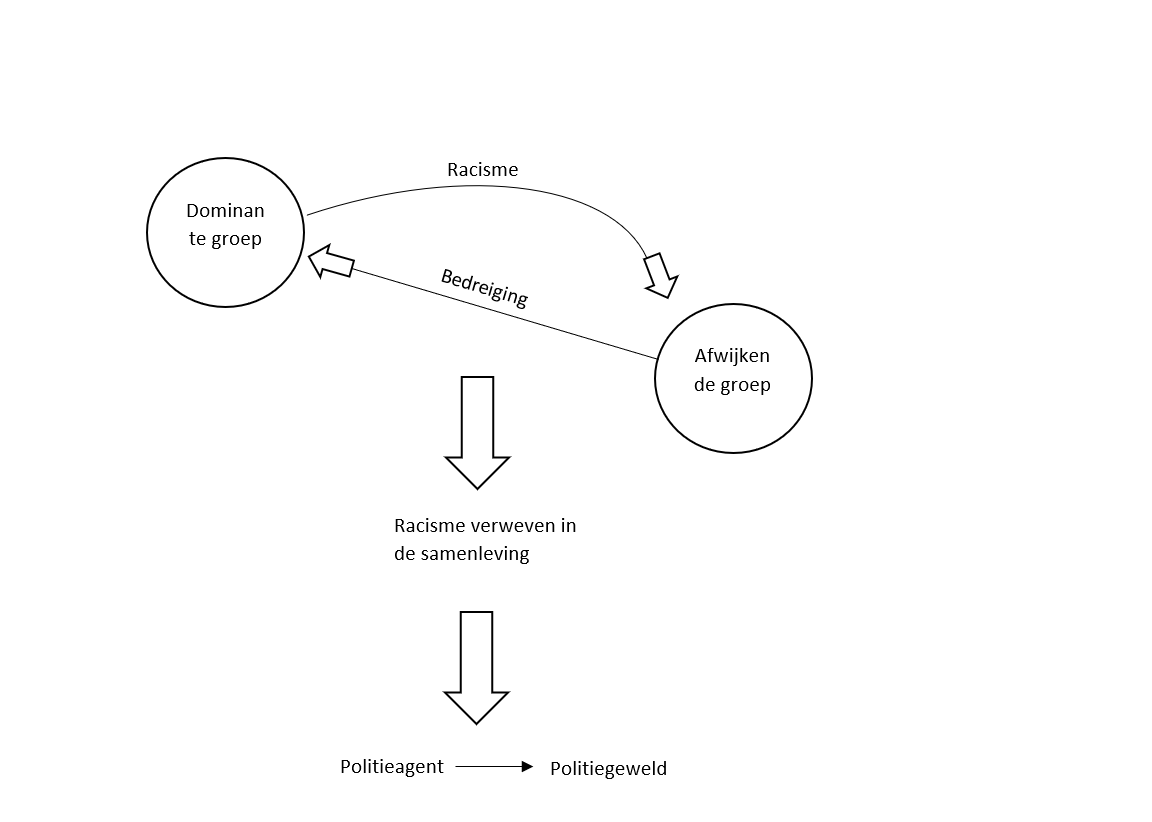 Racisme
Dominan
te groep
Bedreiging
Afwijken
de groep
Racisme verweven in
de samenleving
Politieagent
Politiegeweld